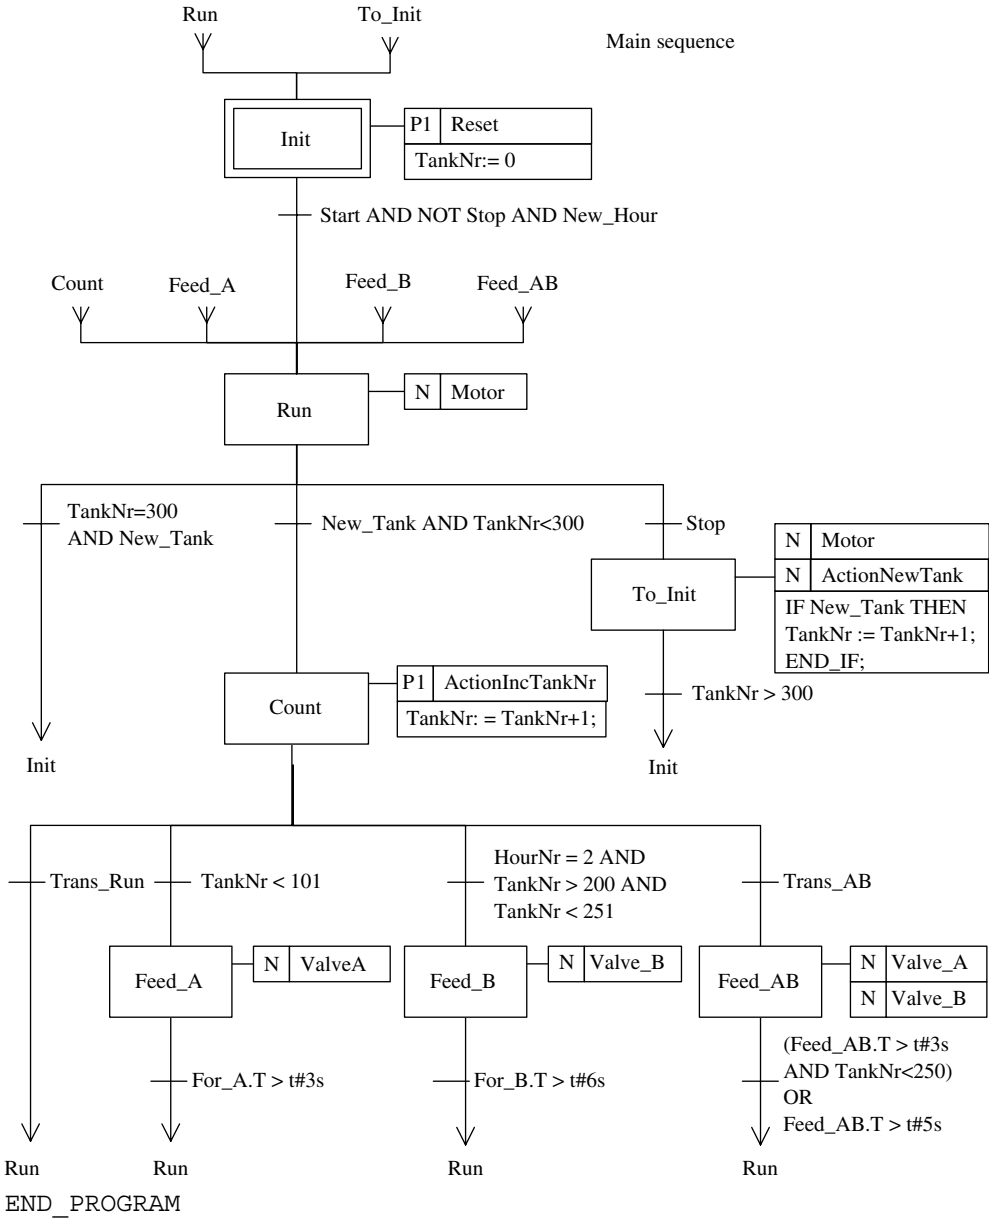 Run
To_Init
Main sequence
Init
P1 Reset
TankNr:= 0
Start AND NOT Stop AND New_Hour
Count
Feed_A
Feed_B
Feed_AB
Run
N Motor
TankNr=300
AND New_Tank
New_Tank AND TankNr<300
Stop
To_Init
N Motor
N ActionNewTank
IF New_Tank THEN
TankNr := TankNr+1;
END_IF;
Count
P1 ActionIncTankNr
TankNr: = TankNr+1;
TankNr > 300
Init
Init
Trans_Run
TankNr < 101
HourNr = 2 AND
TankNr > 200 AND
TankNr < 251
Trans_AB
Feed_A
N ValveA
Feed_B
N Valve_B
Feed_AB
N Valve_A
N Valve_B
For_A.T > t#3s
For_B.T > t#6s
(Feed_AB.T > t#3s
AND TankNr<250)
OR
Feed_AB.T > t#5s
Run
Run
Run
Run
END_PROGRAM